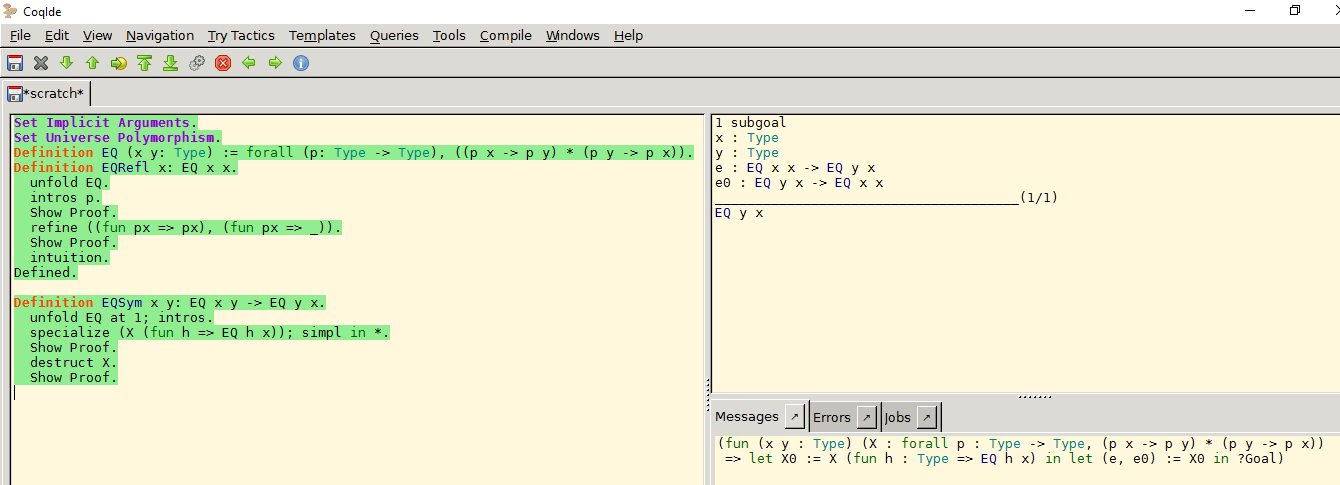 CoqIde
File Edit View Navigation Try Tactics Templates Queries Tools Compile Windows Help
*scratch*
Set Implicit Arguments.
Set Universe Polymorphism.
Definition EQ (x y: Type) := forall (p: Type -> Type), ((p x -> p y) * (p y -> p x)).
Definition EQRefl x: EQ x x.
  unfold EQ.
  intros p.
  Show Proof.
  refine ((fun px => px), (fun px => _)).
  Show Proof.
  intuition.
Defined.
Definition EQSym x y: EQ x y -> EQ y x.
  unfold EQ at 1; intros.
  specialize (X (fun h => EQ h x)); simpl in *.
  Show Proof.
  destruct X.
  Show Proof.
1 subgoal
x : Type
y : Type
e : EQ x x -> EQ y x
e0 : EQ y x -> EQ x x
______________________________________(1/1)
EQ y x
Messages Errors Jobs
(fun (x y : Type) (X : forall p : Type -> Type, (p x -> p y) * (p y -> p x))
 => let X0 := X (fun h : Type => EQ h x) in let (e, e0) := X0 in ?Goal)